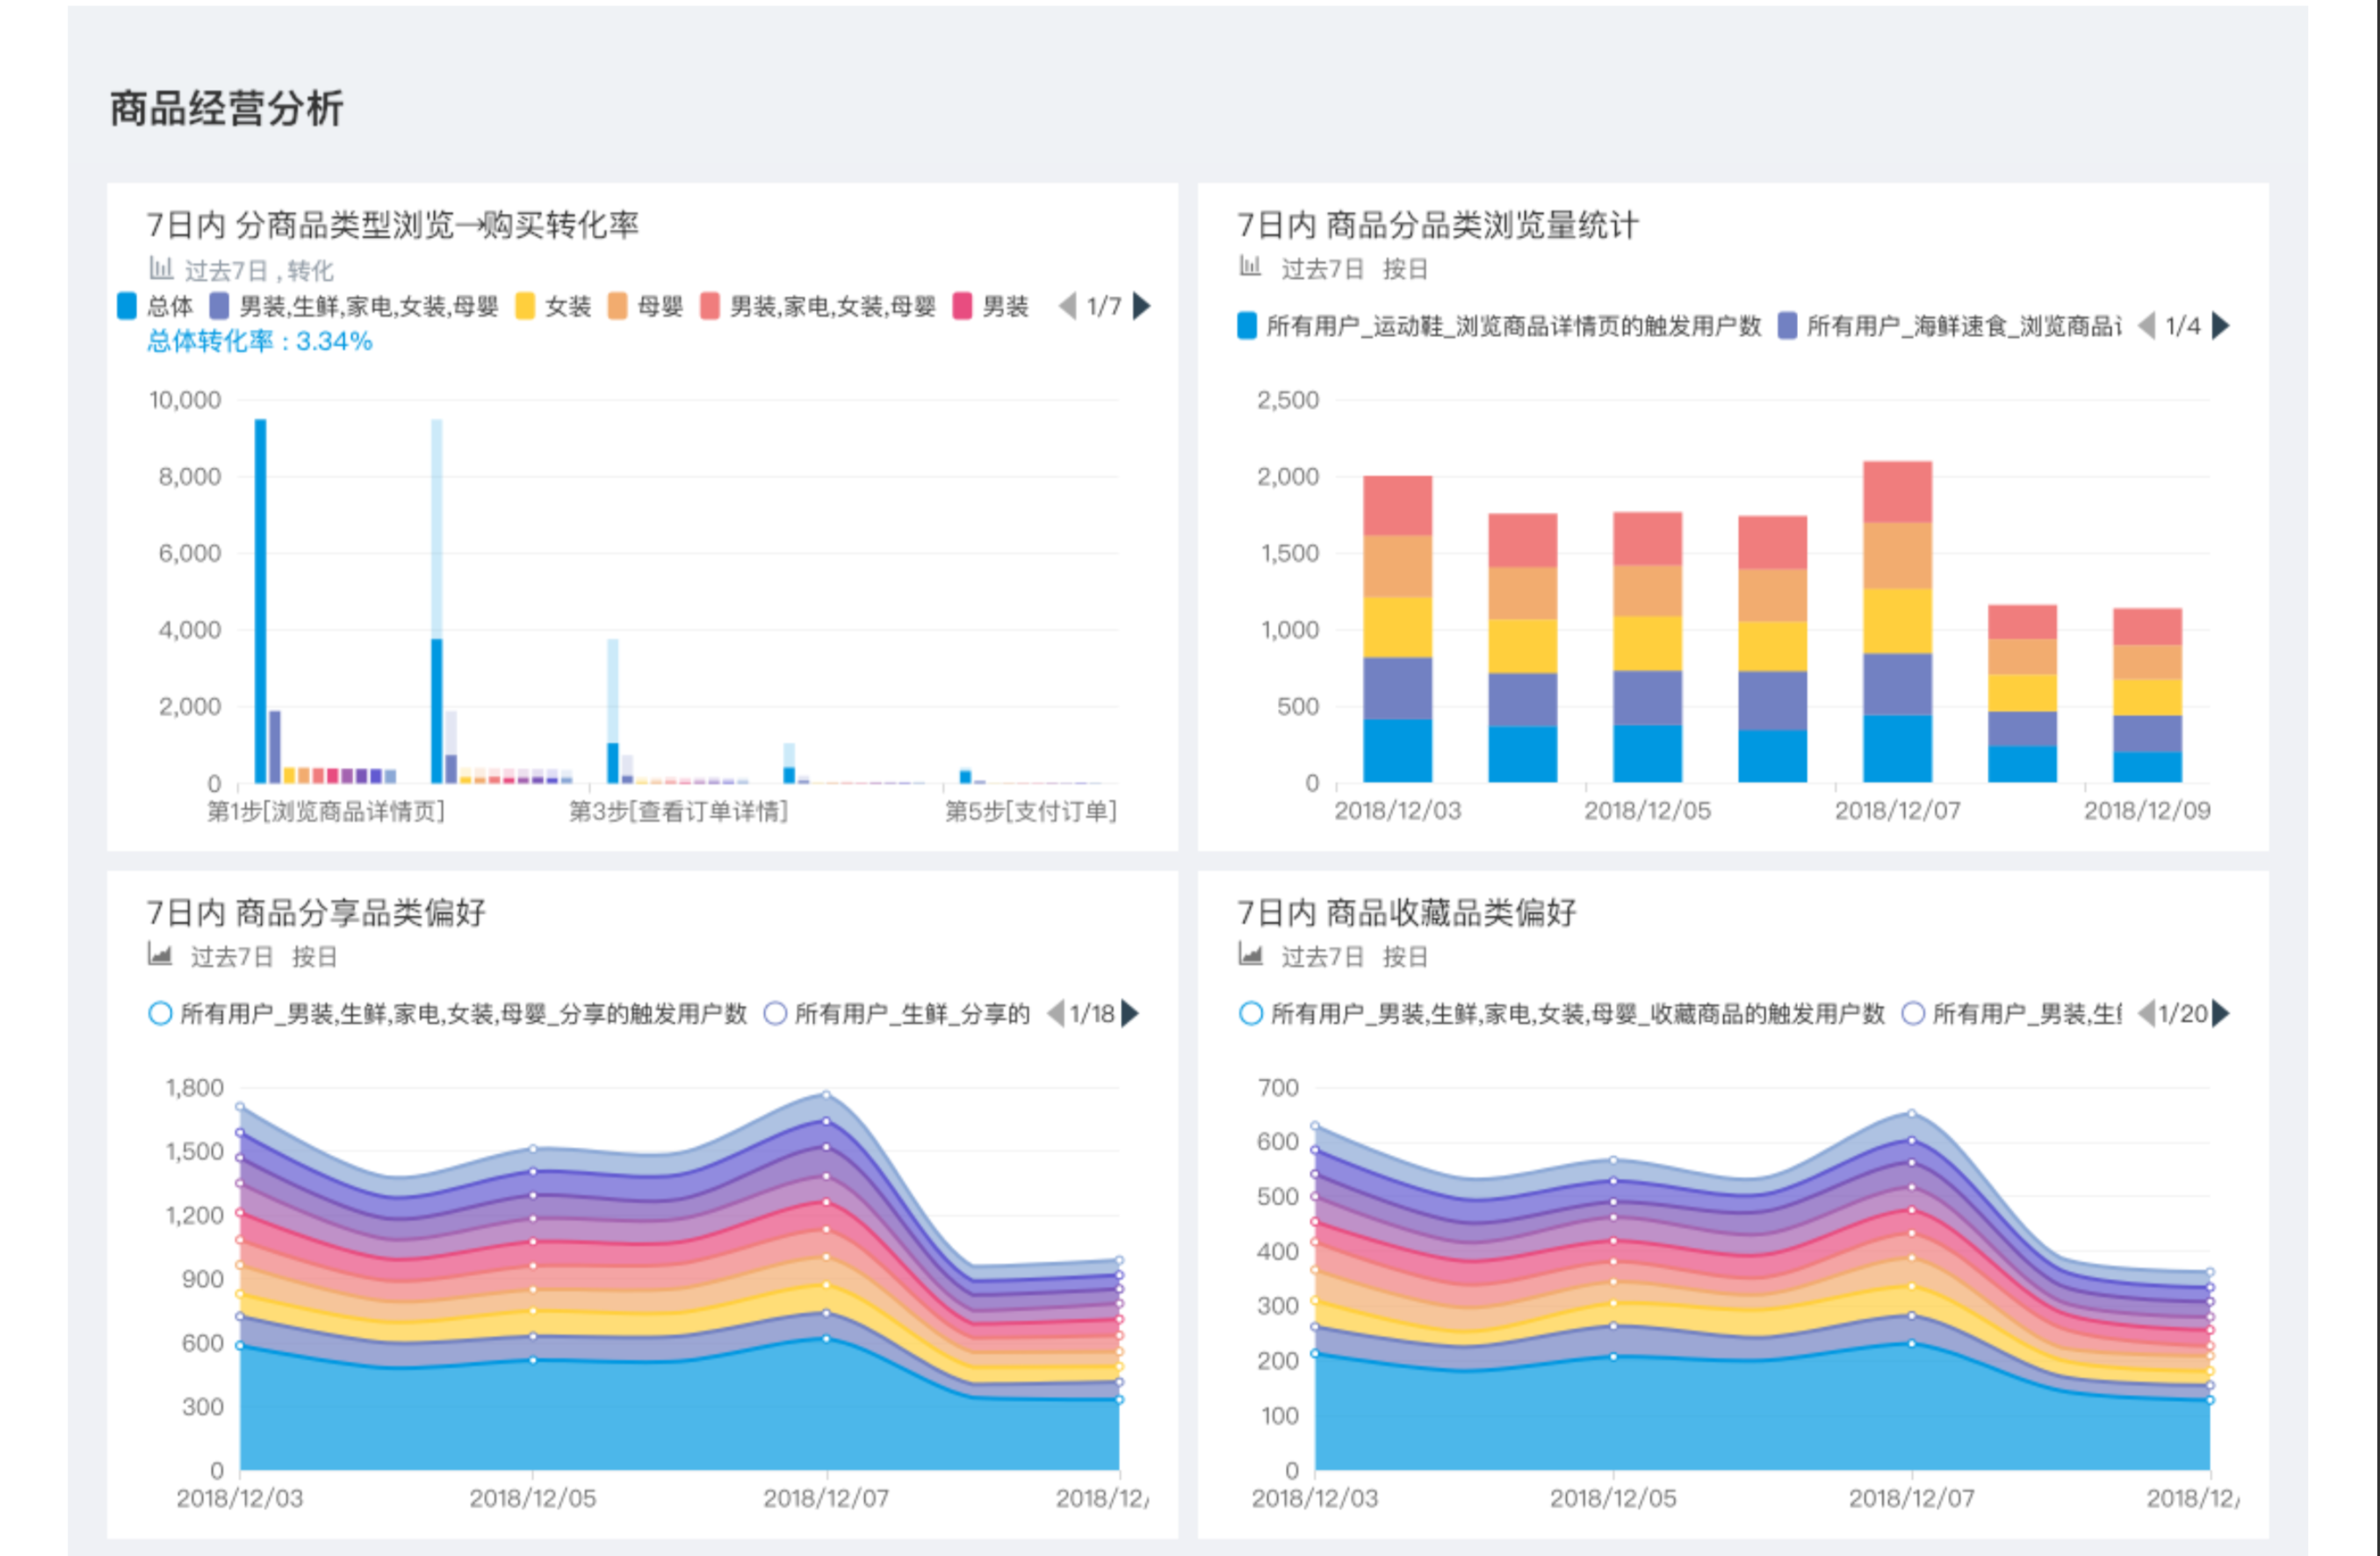 商品经营分析
7日内 分商品类型浏览→购买转化率
过去7日 , 转化
总体 男装,生鲜,家电,女装,母婴 女装 母婴 男装,家电,女装,母婴 男装 1/7
总体转化率 : 3.34%
10,000
8,000
6,000
4,000
2,000
0
第1步[浏览商品详情页] 第3步[查看订单详情] 第5步[支付订单]
7日内 商品分品类浏览量统计
过去7日 按日
所有用户_运动鞋_浏览商品详情页的触发用户数 所有用户_海鲜速食_浏览商品 1/4
2,500
2,000
1,500
1,000
500
0
2018/12/03 2018/12/05 2018/12/07 2018/12/09
7日内 商品分享品类偏好
过去7日 按日
所有用户_男装,生鲜,家电,女装,母婴_分享的触发用户数 所有用户_生鲜_分享的 1/18
1,800
1,500
1,200
900
600
300
0
2018/12/03 2018/12/05 2018/12/07 2018/12/
7日内 商品收藏品类偏好
过去7日 按日
所有用户_男装,生鲜,家电,女装,母婴_收藏商品的触发用户数 所有用户_男装,生 1/20
700
600
500
400
300
200
100
0
2018/12/03 2018/12/05 2018/12/07 2018/12/